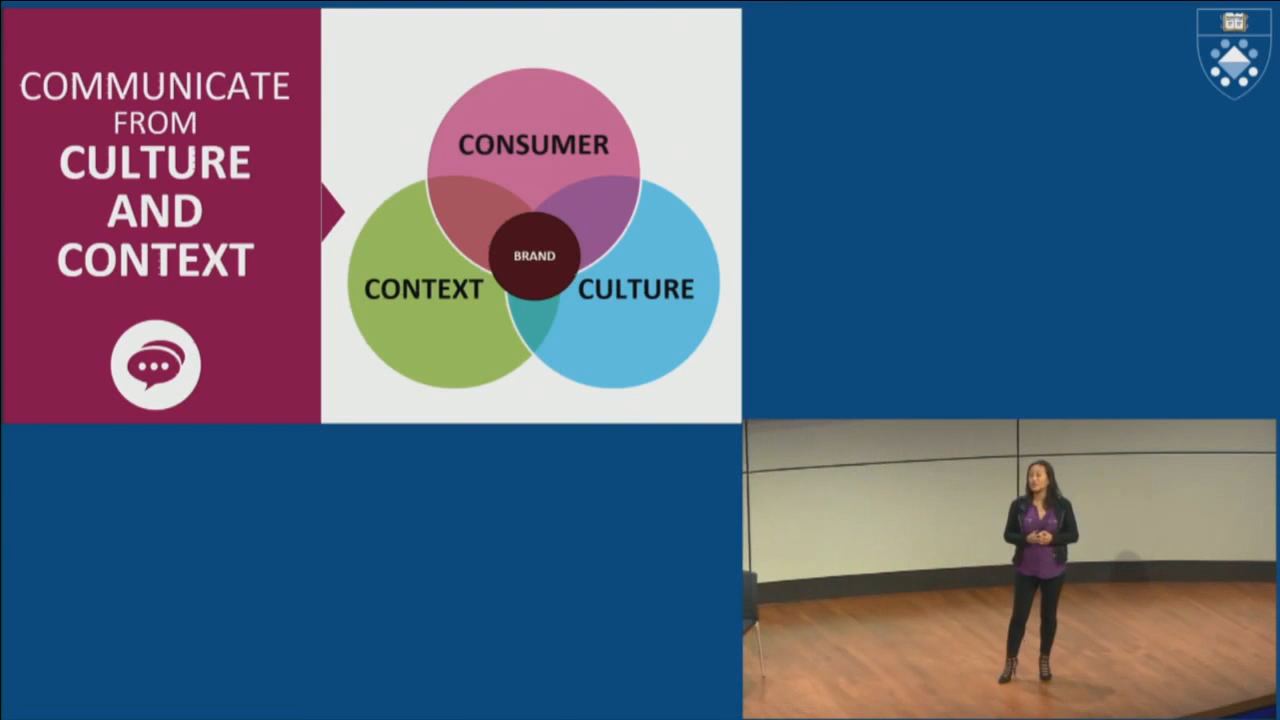 COMMUNICATE
FROM
CULTURE
AND
CONTEXT
CONSUMER
BRAND
CONTEXT
CULTURE